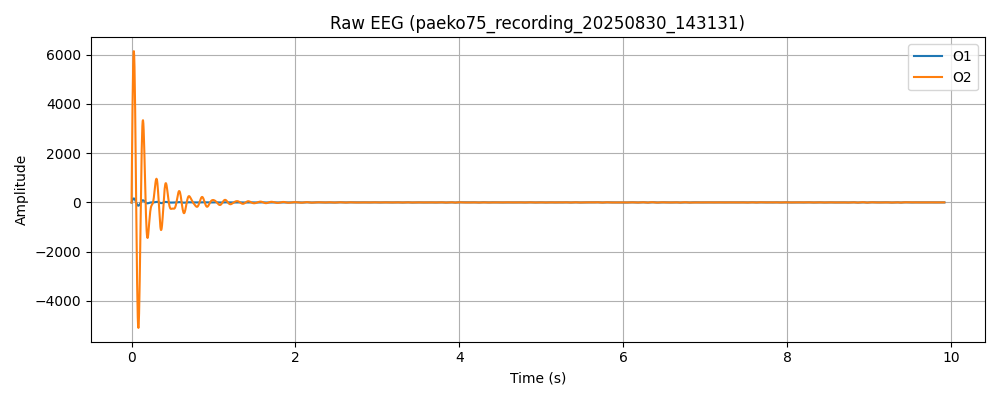 Raw EEG (paeko75_recording_20250830_143131)
O1
O2
6000
4000
2000
0
−2000
−4000
Amplitude
0 2 4 6 8 10
Time (s)